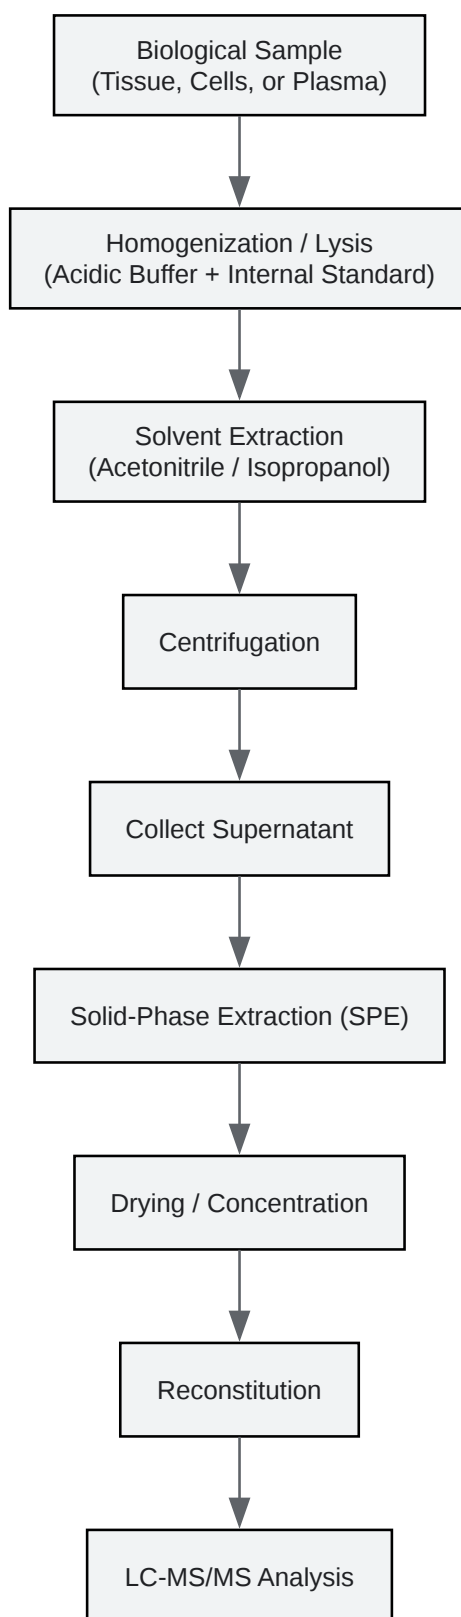 Biological Sample
(Tissue, Cells, or Plasma)
Homogenization / Lysis
(Acidic Buffer + Internal Standard)
Solvent Extraction
(Acetonitrile / Isopropanol)
Centrifugation
Collect Supernatant
Solid-Phase Extraction (SPE)
Drying / Concentration
Reconstitution
LC-MS/MS Analysis